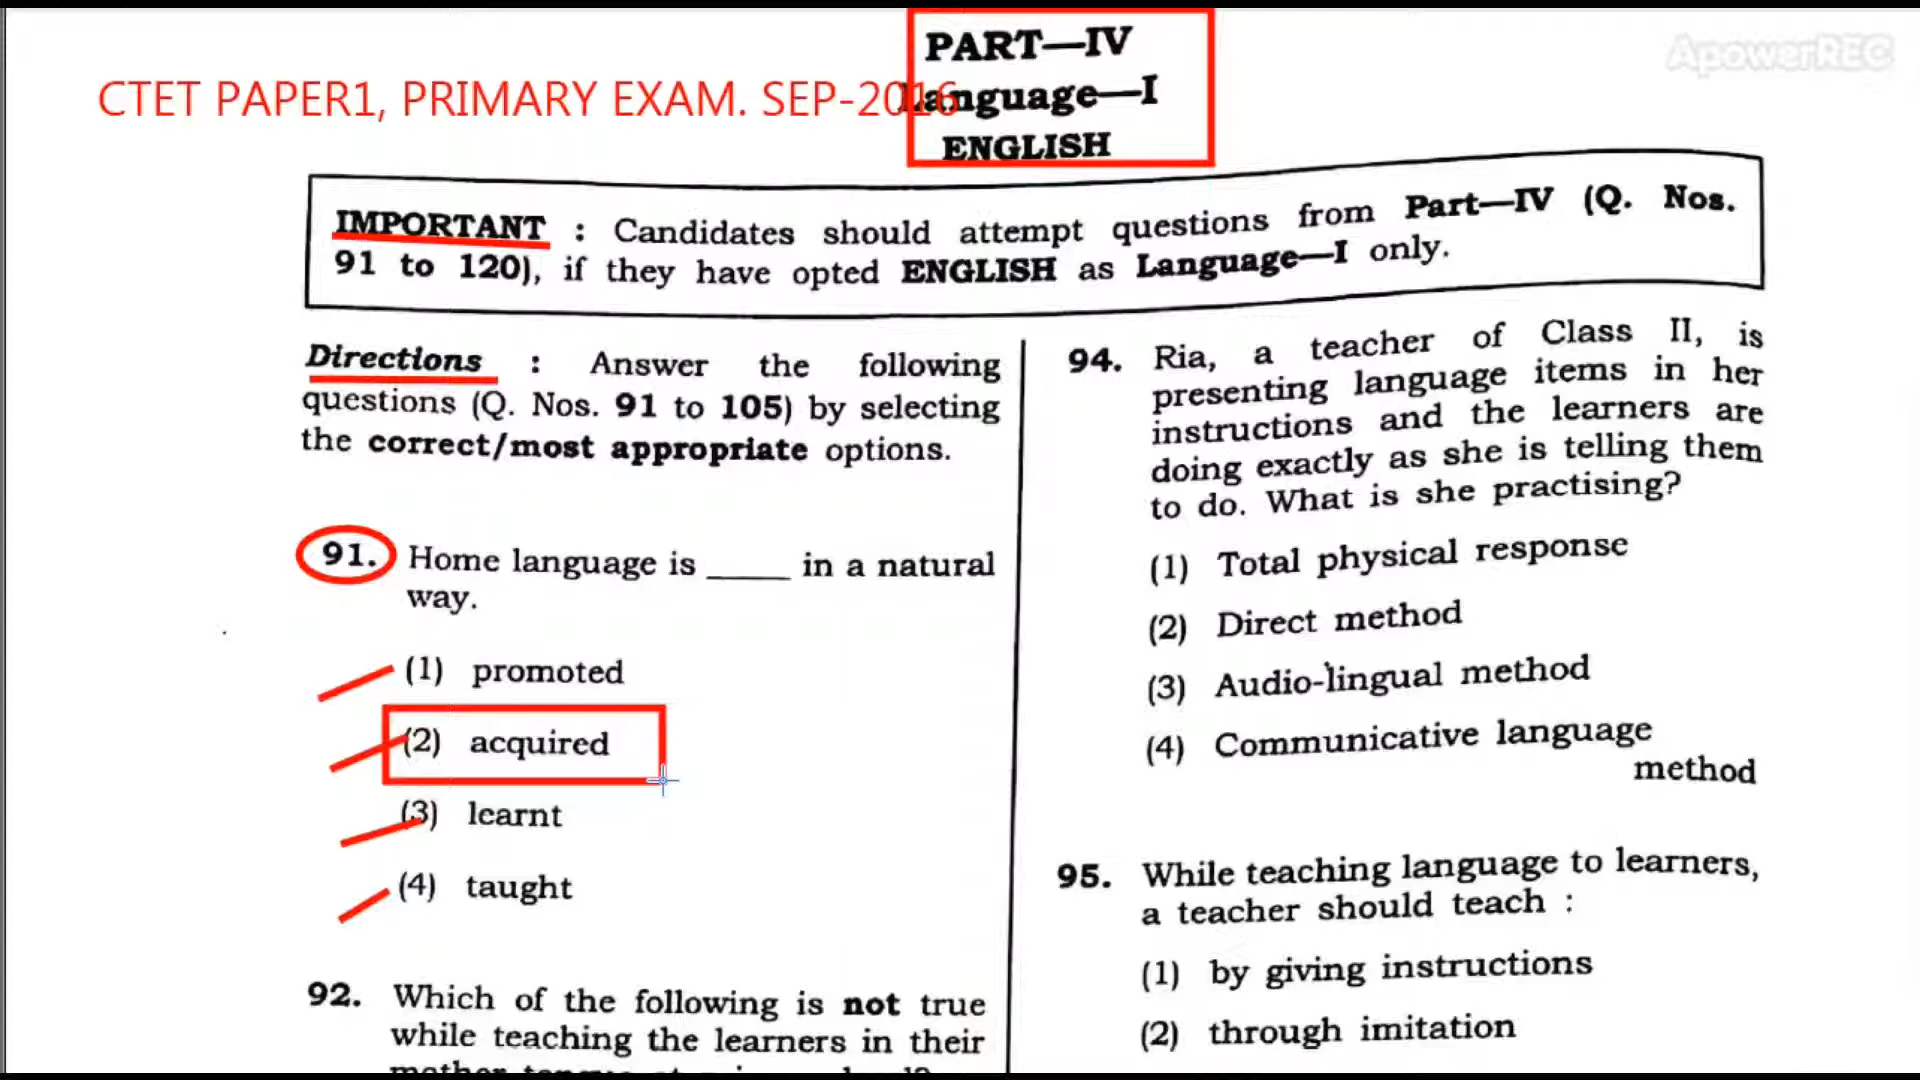 PART—IV
Language—I
ENGLISH
ApowerREC
CTET PAPER1, PRIMARY EXAM. SEP-2016
IMPORTANT : Candidates should attempt questions from Part—IV (Q. Nos.
91 to 120), if they have opted ENGLISH as Language—I only.
Directions : Answer the following
questions (Q. Nos. 91 to 105) by selecting
the correct/most appropriate options.
91. Home language is _____ in a natural
way.
(1) promoted
(2) acquired
(3) learnt
(4) taught
92. Which of the following is not true
while teaching the learners in their
94. Ria, a teacher of Class II, is
presenting language items in her
instructions and the learners are
doing exactly as she is telling them
to do. What is she practising?
(1) Total physical response
(2) Direct method
(3) Audio-lingual method
(4) Communicative language
method
95. While teaching language to learners,
a teacher should teach :
(1) by giving instructions
(2) through imitation